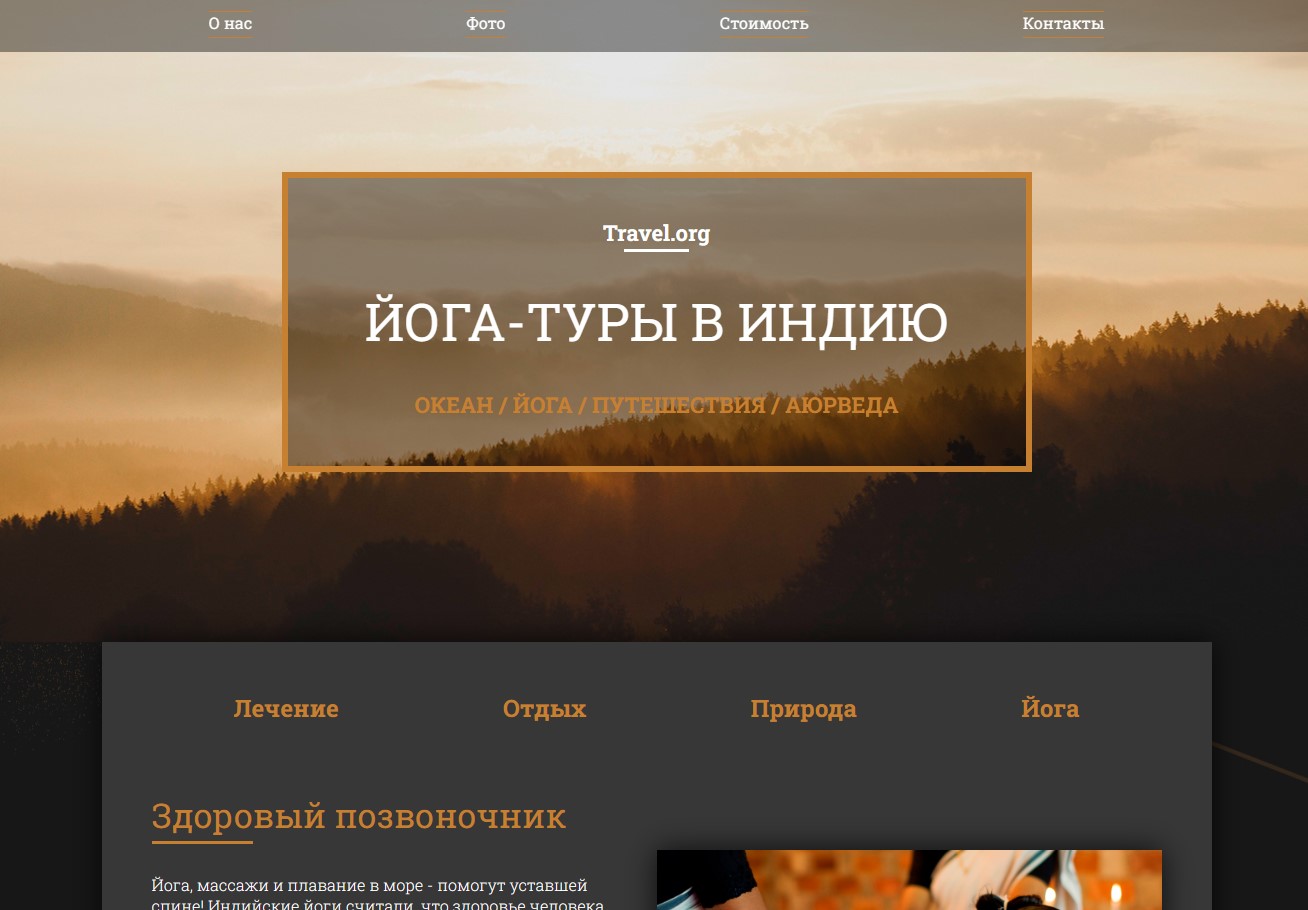 О нас Фото Стоимость Контакты
Travel.org
ЙОГА-ТУРЫ В ИНДИЮ
ОКЕАН / ЙОГА / ПУТЕШЕСТВИЯ / АЮРВЕДА
Лечение Отдых Природа Йога
Здоровый позвоночник
Йога, массажи и плавание в море - помогут уставшей
спине! Индийские йоги считали, что здоровье человека